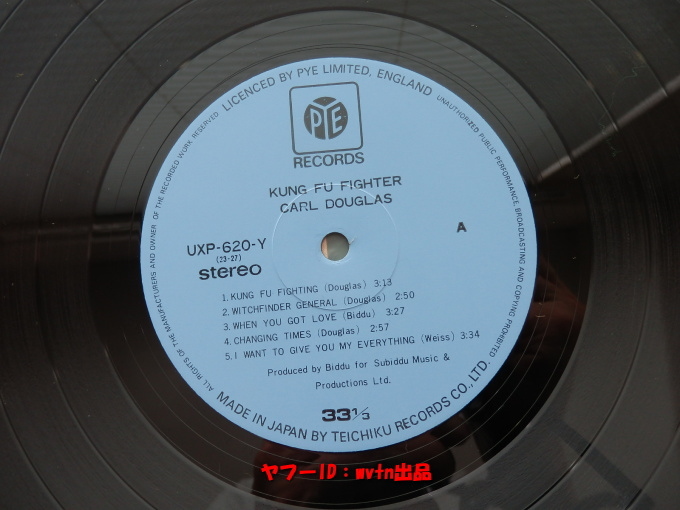 LICENCED BY PYE LIMITED, ENGLAND
UNAUTHORIZED PUBLIC PERFORMANCE, BROADCASTING AND COPYING PROHIBITED.
ALL RIGHTS OF THE MANUFACTURERS AND OWNER OF THE RECORDED WORK RESERVED
PYE
RECORDS
KUNG FU FIGHTER
CARL DOUGLAS
UXP-620-Y
(23-27)
stereo
A
1. KUNG FU FIGHTING (Douglas) 3:13
2. WITCHFINDER GENERAL (Douglas) 2:50
3. WHEN YOU GOT LOVE (Biddu) 3:27
4. CHANGING TIMES (Douglas) 2:57
5. I WANT TO GIVE YOU MY EVERYTHING (Weiss) 3:34
Produced by Biddu for Subiddu Music &
Productions Ltd.
33 1/3
MADE IN JAPAN BY TEICHIKU RECORDS CO., LTD.
ヤフーID：mvtn出品